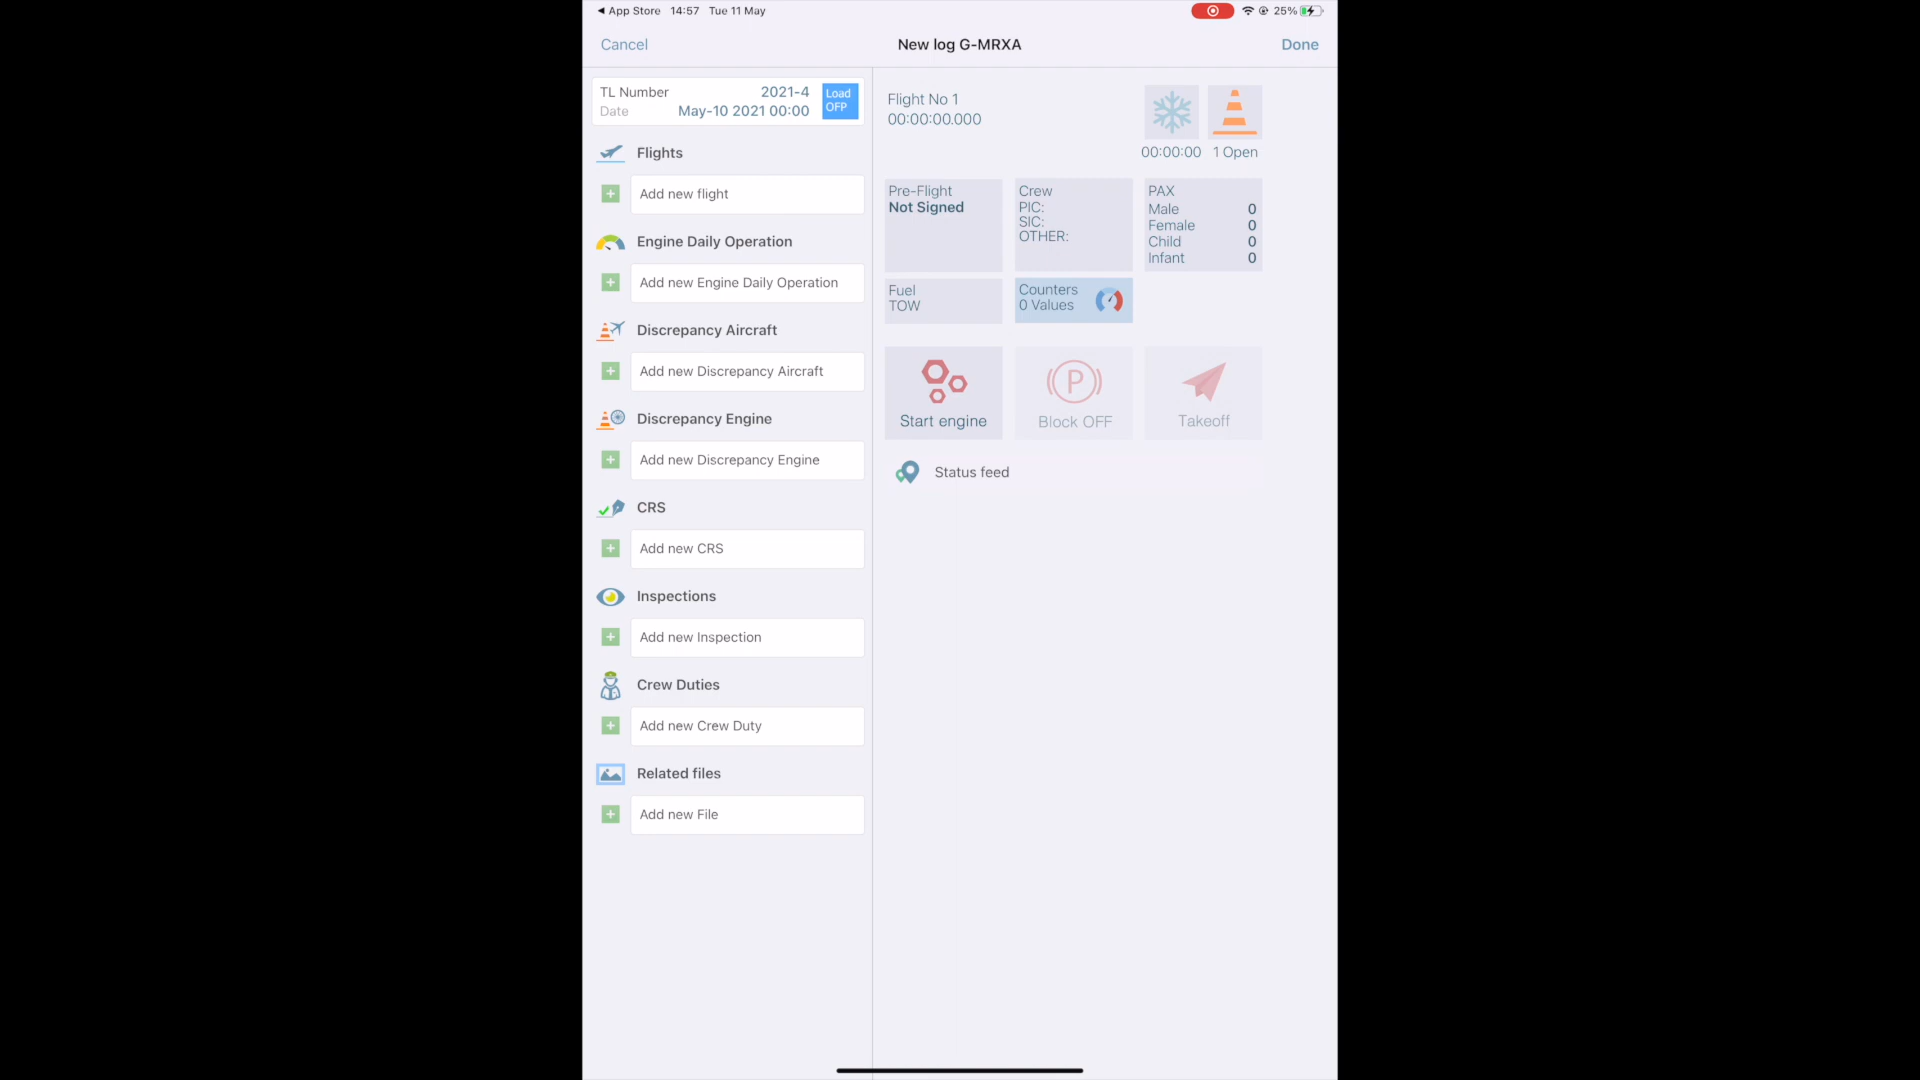 App Store 14:57 Tue 11 May 25%
Cancel New log G-MRXA Done
TL Number 2021-4
Date May-10 2021 00:00
Load
OFP
Flights
Add new flight
Engine Daily Operation
Add new Engine Daily Operation
Discrepancy Aircraft
Add new Discrepancy Aircraft
Discrepancy Engine
Add new Discrepancy Engine
CRS
Add new CRS
Inspections
Add new Inspection
Crew Duties
Add new Crew Duty
Related files
Add new File
Flight No 1
00:00:00.000
00:00:00 1 Open
Pre-Flight
Not Signed
Crew
PIC:
SIC:
OTHER:
PAX
Male 0
Female 0
Child 0
Infant 0
Fuel
TOW
Counters
0 Values
Start engine
P
Block OFF
Takeoff
Status feed